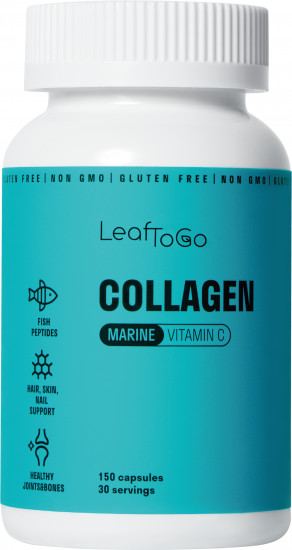 GLUTEN FREE | NON GMO | GLUTEN FREE | NON GMO | GLUTEN
LeafToGo
COLLAGEN
MARINE VITAMIN C
FISH
PEPTIDES
HAIR, SKIN,
NAIL
SUPPORT
HEALTHY
JOINTS&BONES
150 capsules
30 servings